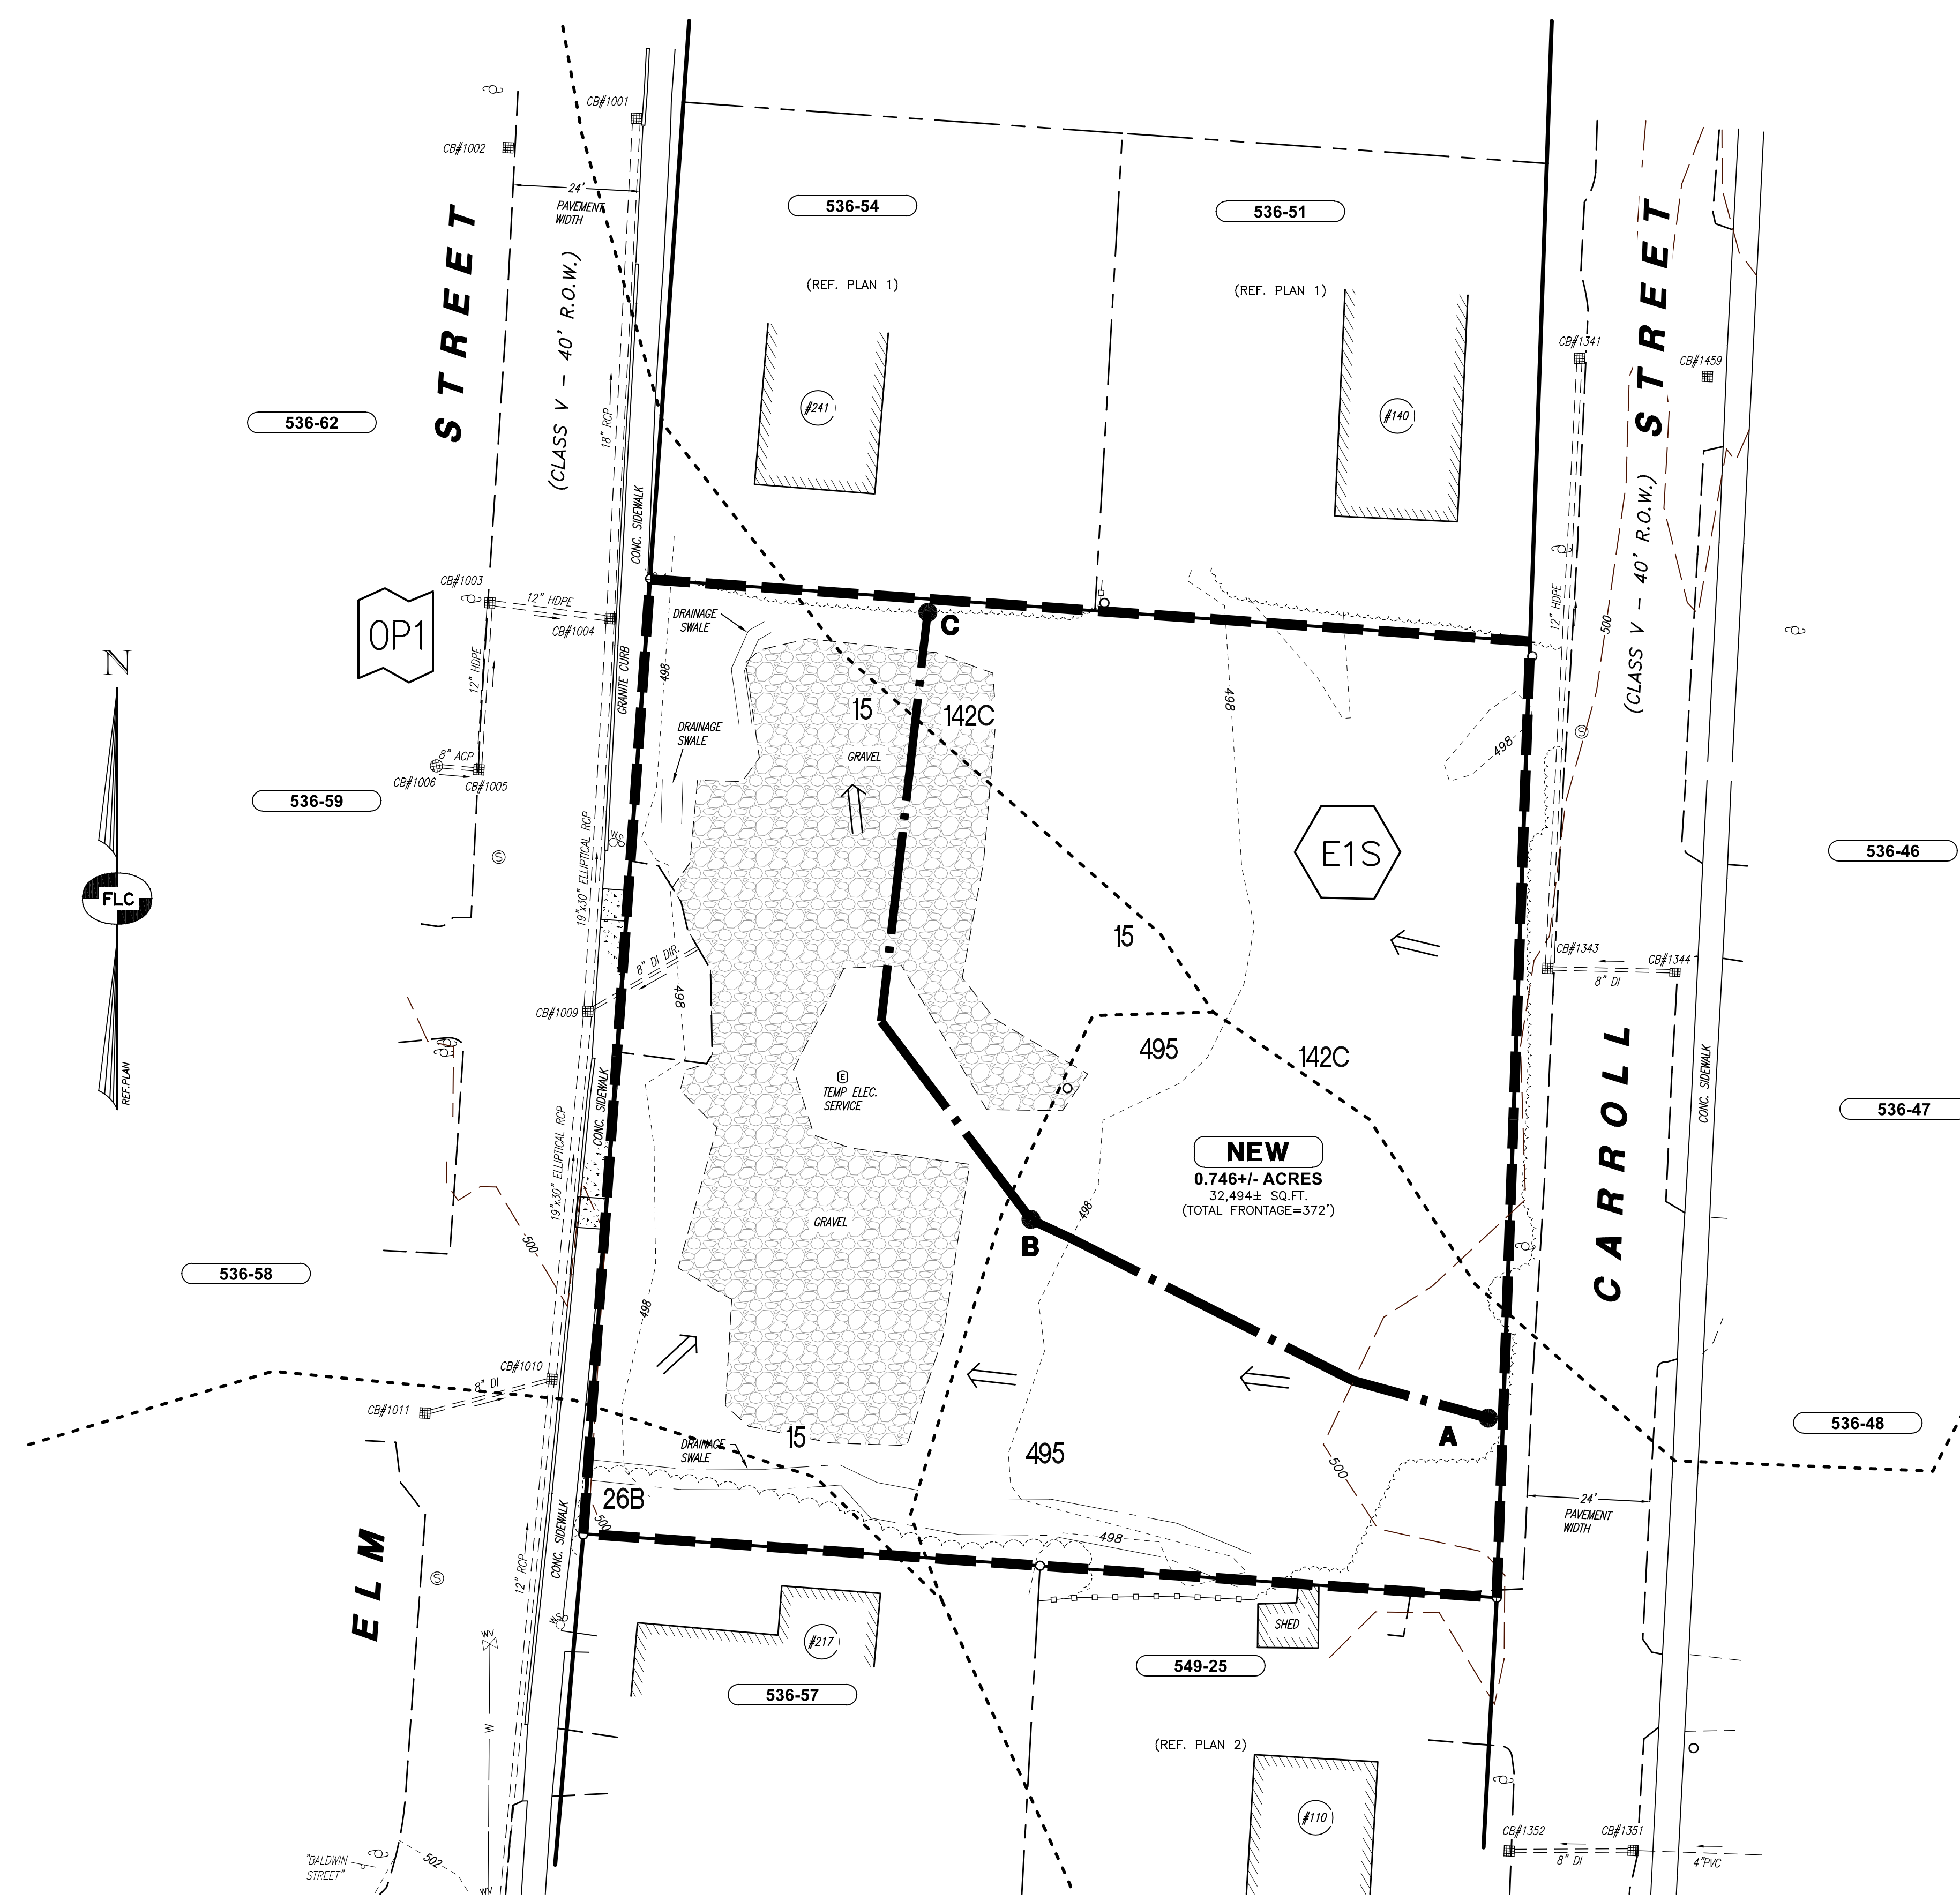 CB#1001
CB#1002
24'
PAVEMENT
WIDTH
STREET
(CLASS V - 40' R.O.W.)
536-54
(REF. PLAN 1)
#241
536-51
(REF. PLAN 1)
#140
STREET
(CLASS V - 40' R.O.W.)
CB#1341
CB#1459
536-62
18" RCP
CONC. SIDEWALK
CB#1003
12" HDPE
CB#1004
OP1
12" HDPE
GRANITE CURB
DRAINAGE
SWALE
498
C
12" HDPE
500
N
15
142C
498
498
DRAINAGE
SWALE
GRAVEL
8" ACP
CB#1006
CB#1005
536-59
S
S
WSO
19"x30" ELLIPTICAL RCP
E1S
536-46
FLC
REF.PLAN
15
8" DI DIR.
498
CB#1009
CB#1343
CB#1344
8" DI
495
142C
E
TEMP ELEC.
SERVICE
CONC. SIDEWALK
CONC. SIDEWALK
536-47
19"x30" ELLIPTICAL RCP
NEW
0.746+/- ACRES
32,494± SQ.FT.
(TOTAL FRONTAGE=372')
GRAVEL
498
B
500
536-58
498
CARROLL
CB#1010
8" DI
CB#1011
15
A
536-48
DRAINAGE
SWALE
495
500
26B
500
498
24'
PAVEMENT
WIDTH
CONC. SIDEWALK
12" RCP
ELM
S
WSO
WV
W
#217
536-57
SHED
549-25
(REF. PLAN 2)
#110
CB#1352
CB#1351
8" DI
4"PVC
"BALDWIN
STREET"
502
WV